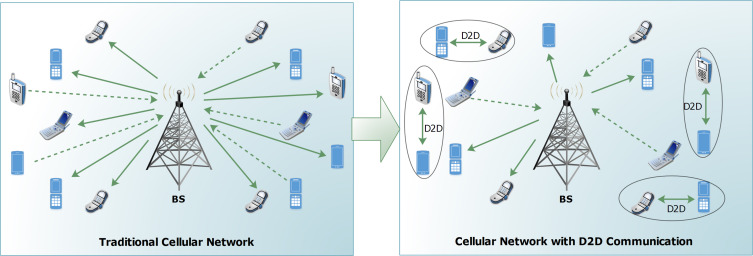 BS
Traditional Cellular Network
D2D
D2D
D2D
D2D
BS
Cellular Network with D2D Communication